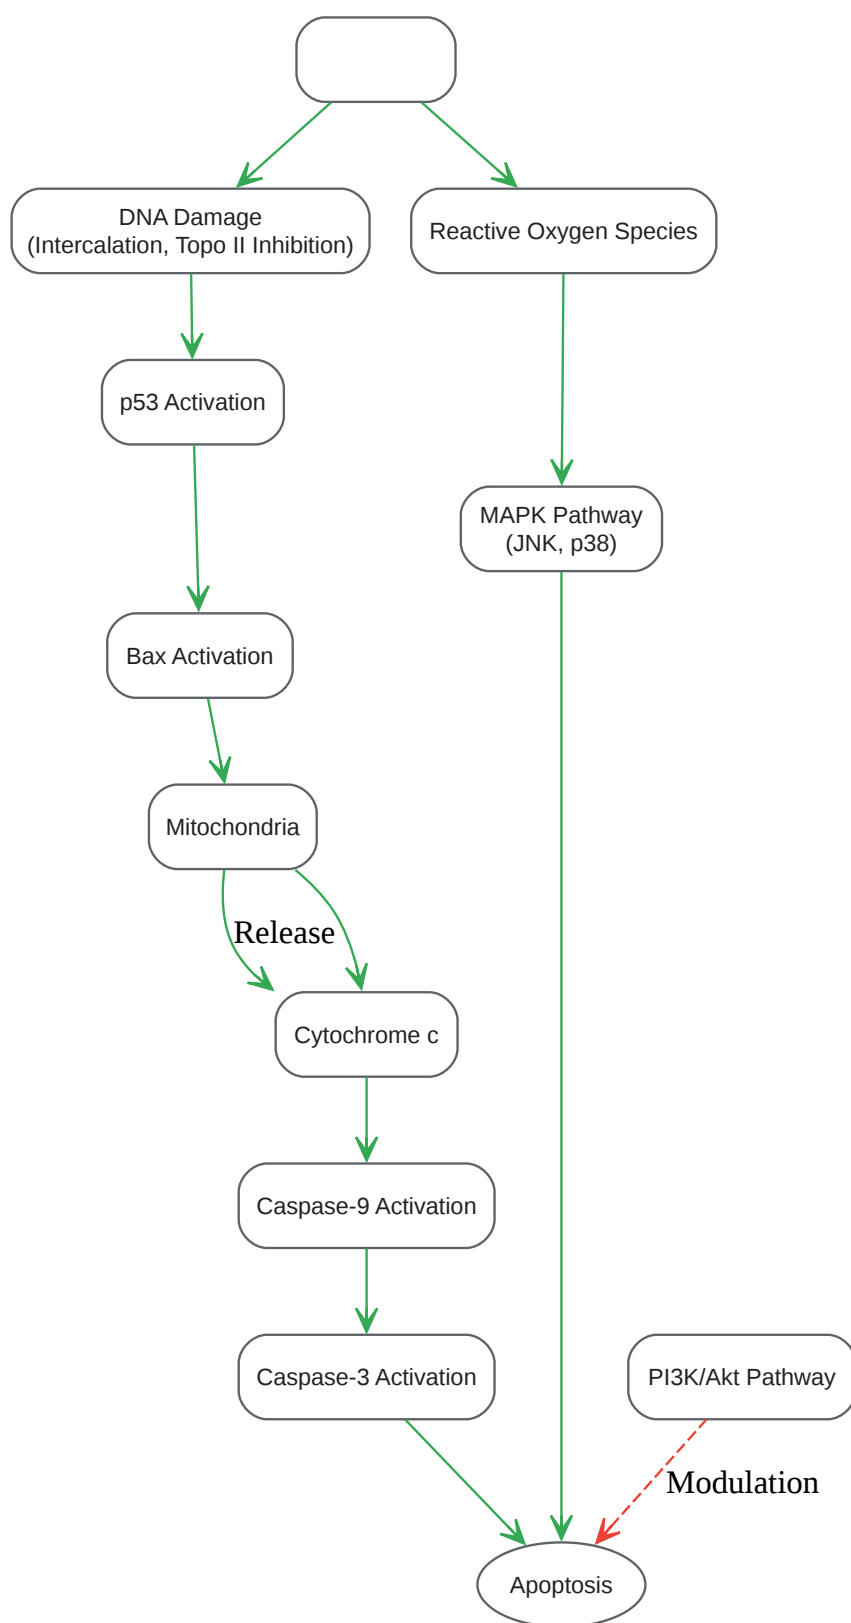 DNA Damage
(Intercalation, Topo II Inhibition)
Reactive Oxygen Species
p53 Activation
MAPK Pathway
(JNK, p38)
Bax Activation
Mitochondria
Release
Cytochrome c
Caspase-9 Activation
Caspase-3 Activation
PI3K/Akt Pathway
Modulation
Apoptosis